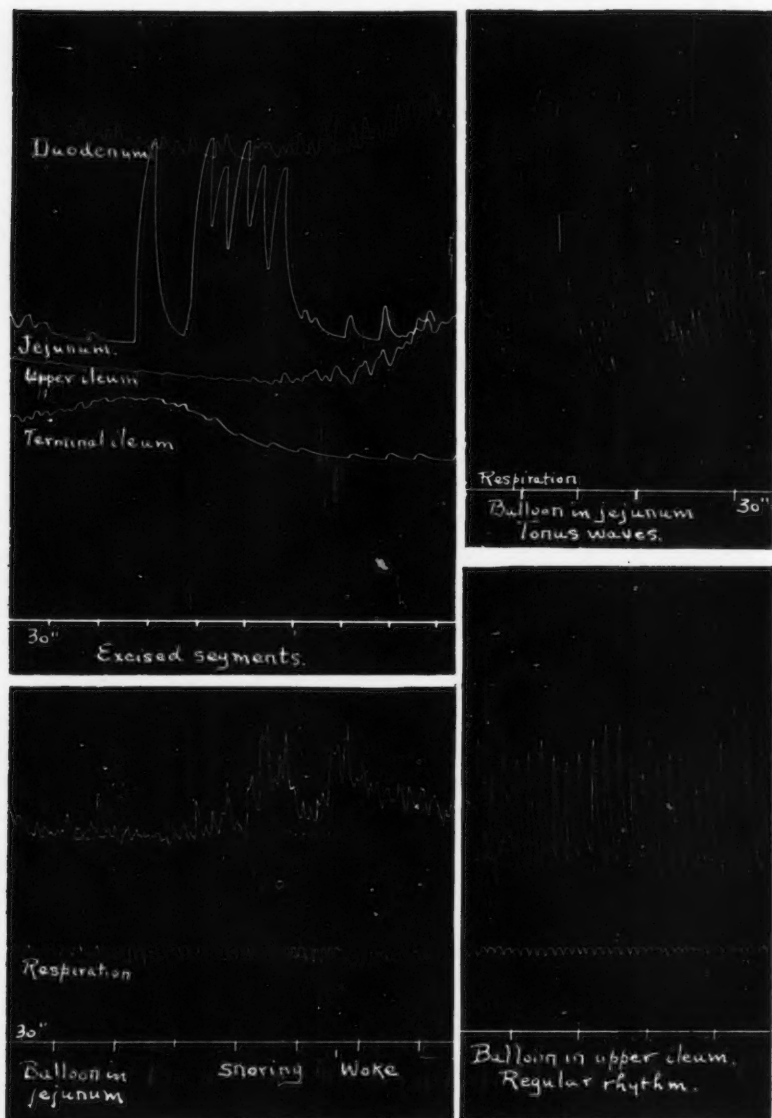 Duodenum
Jejunum.
Upper ileum
Terminal ileum
30"
Excised segments.
Respiration
30"
Balloon in jejunum
Tonus waves.
Respiration
30"
Balloon in
jejunum
Snoring
Woke
Balloon in upper ileum.
Regular rhythm.